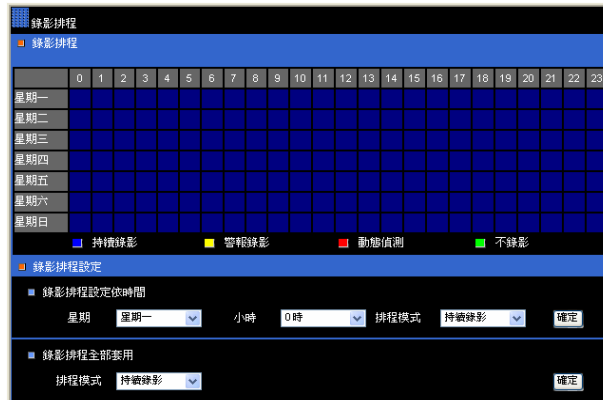 錄影排程
錄影排程
0 1 2 3 4 5 6 7 8 9 10 11 12 13 14 15 16 17 18 19 20 21 22 23
星期一
星期二
星期三
星期四
星期五
星期六
星期日
持續錄影 警報錄影 動態偵測 不錄影
錄影排程設定
錄影排程設定依時間
星期 星期一 小時 0時 排程模式 持續錄影 確定
錄影排程全部套用
排程模式 持續錄影 確定